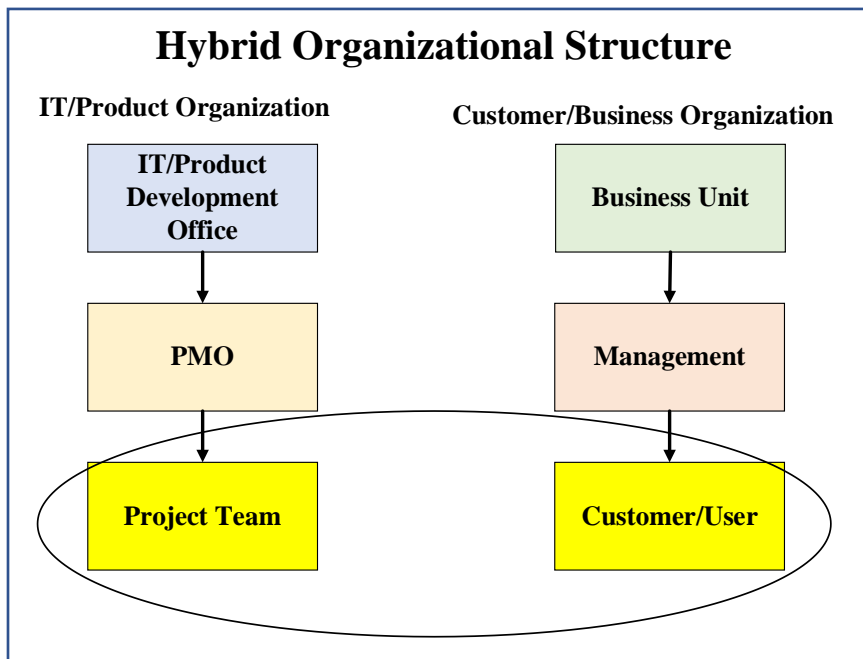 Hybrid Organizational Structure
IT/Product Organization
Customer/Business Organization
IT/Product
Development
Office
Business Unit
PMO
Management
Project Team
Customer/User